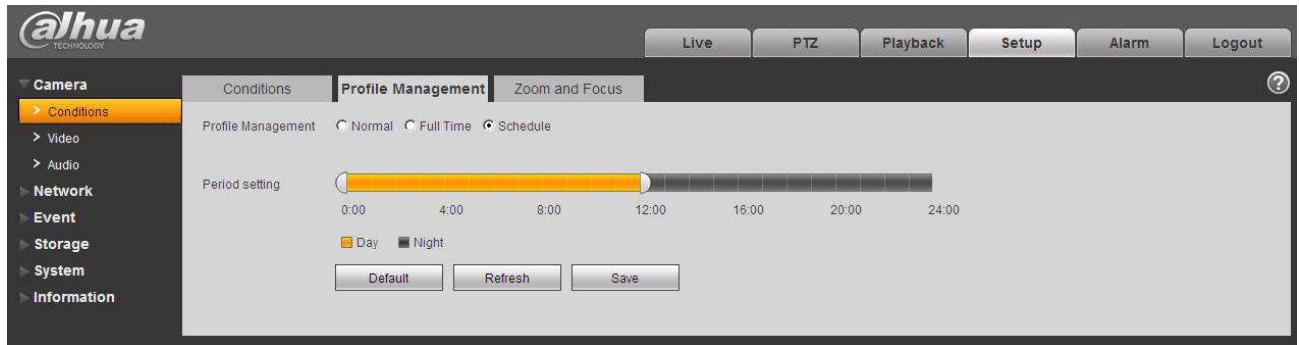 alhua
TECHNOLOGY
Live PTZ Playback Setup Alarm Logout
Camera
Conditions
Video
Audio
Network
Event
Storage
System
Information
Conditions Profile Management Zoom and Focus ?
Profile Management Normal Full Time Schedule
Period setting
0:00 4:00 8:00 12:00 16:00 20:00 24:00
Day Night
Default Refresh Save